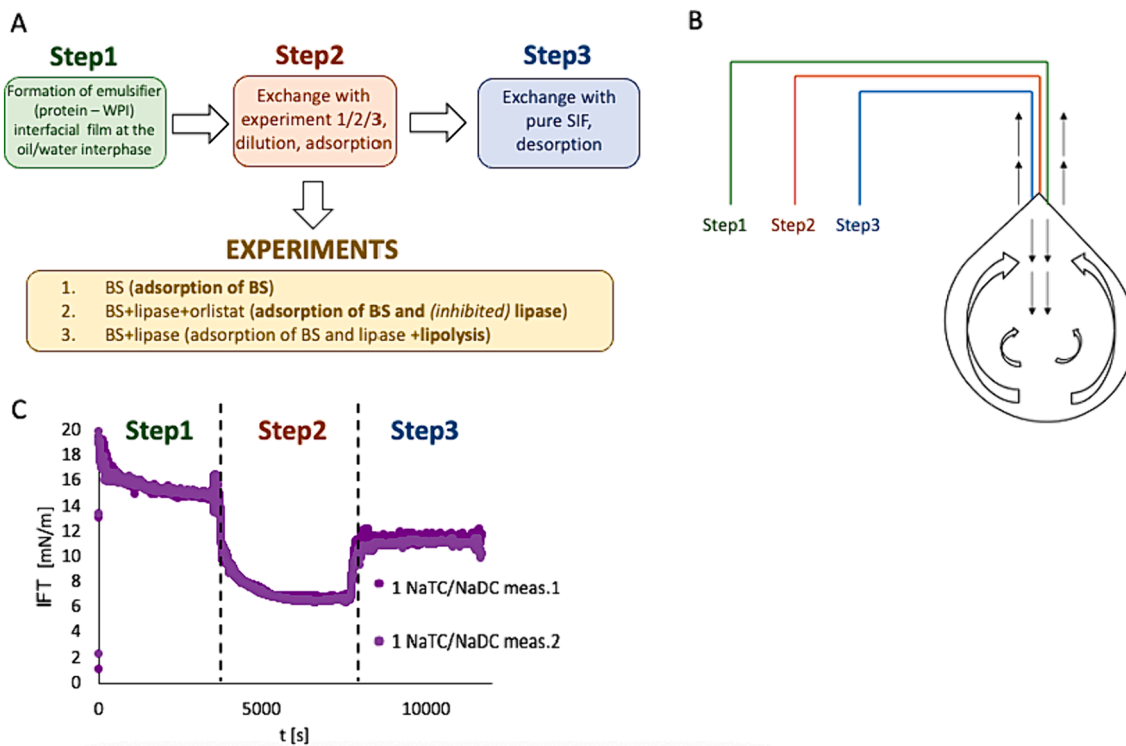 A
Step1
Formation of emulsifier
(protein – WPI)
interfacial film at the
oil/water interphase
Step2
Exchange with
experiment 1/2/3,
dilution, adsorption
Step3
Exchange with
pure SIF,
desorption
EXPERIMENTS
1. BS (adsorption of BS)
2. BS+lipase+orlistat (adsorption of BS and (inhibited) lipase)
3. BS+lipase (adsorption of BS and lipase +lipolysis)
B
Step1 Step2 Step3
C
Step1 Step2 Step3
IFT [mN/m]
20
18
16
14
12
10
8
6
4
2
0
1 NaTC/NaDC meas.1
1 NaTC/NaDC meas.2
0 5000 10000
t [s]